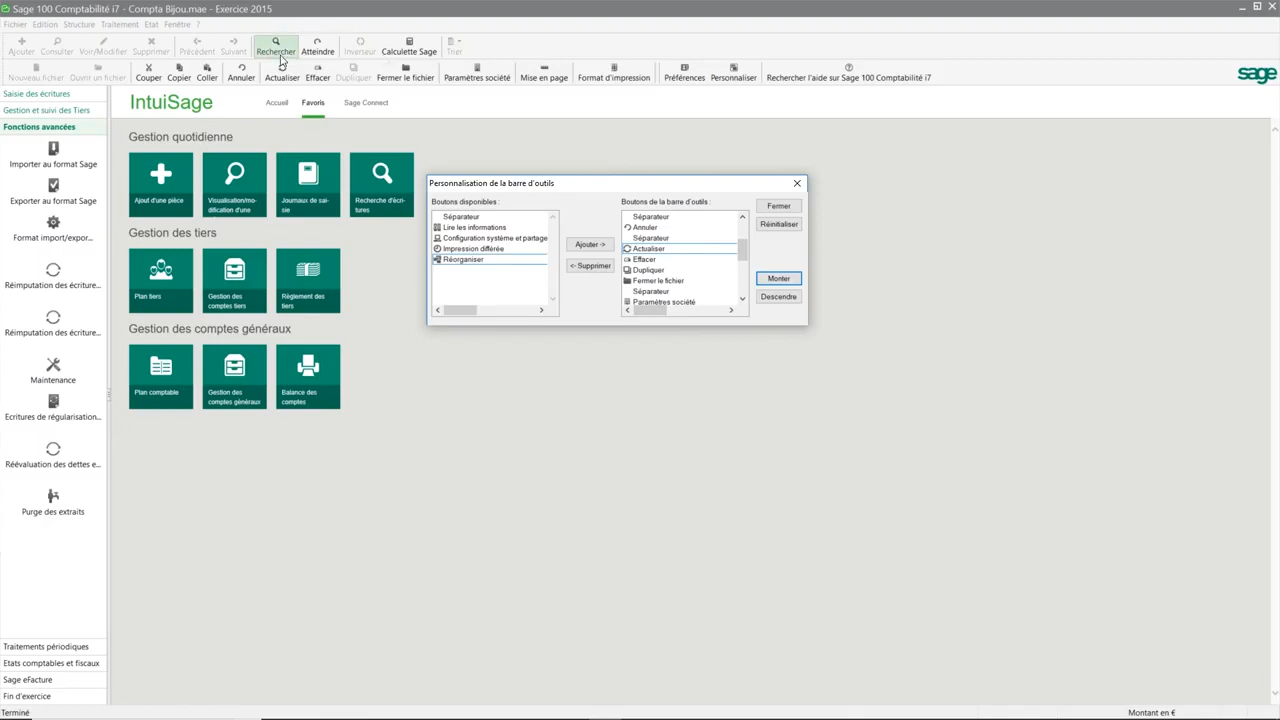 Sage 100 Comptabilité i7 - Compta Bijou.mae - Exercice 2015
Fichier Edition Structure Traitement Etat Fenêtre ?
Ajouter Consulter Voir/Modifier Supprimer Précédent Suivant Rechercher Atteindre Inverseur Calculette Sage Trier
Nouveau fichier Ouvrir un fichier Couper Copier Coller Annuler Actualiser Effacer Dupliquer Fermer le fichier Paramètres société Mise en page Format d'impression Préférences Personnaliser Rechercher l'aide sur Sage 100 Comptabilité i7
sage
Saisie des écritures
Gestion et suivi des Tiers
Fonctions avancées
Importer au format Sage
Exporter au format Sage
Format import/expor...
Réimputation des écriture...
Réimputation des écriture...
Maintenance
Ecritures de régularisation...
Réévaluation des dettes e...
Purge des extraits
Traitements périodiques
Etats comptables et fiscaux
Sage eFacture
Fin d'exercice
IntuiSage Accueil Favoris Sage Connect
Gestion quotidienne
Ajout d'une pièce
Visualisation/mo-
dification d'une
Journaux de sai-
sie
Recherche d'écri-
tures
Gestion des tiers
Plan tiers
Gestion des
comptes tiers
Règlement des
tiers
Gestion des comptes généraux
Plan comptable
Gestion des
comptes généraux
Balance des
comptes
Personnalisation de la barre d'outils
Boutons disponibles :
Séparateur
Lire les informations
Configuration système et partage
Impression différée
Réorganiser
Ajouter ->
<- Supprimer
Boutons de la barre d'outils :
Séparateur
Annuler
Séparateur
Actualiser
Effacer
Dupliquer
Fermer le fichier
Séparateur
Paramètres société
Fermer
Réinitialiser
Monter
Descendre
Terminé
Montant en €